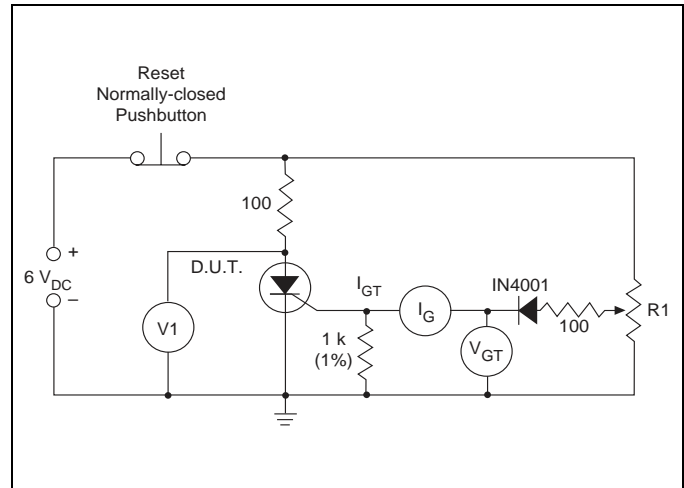 Reset
Normally-closed
Pushbutton
100
+
6 VDC
–
D.U.T.
V1
IGT
1 k
(1%)
IG
IN4001
VGT
100
R1